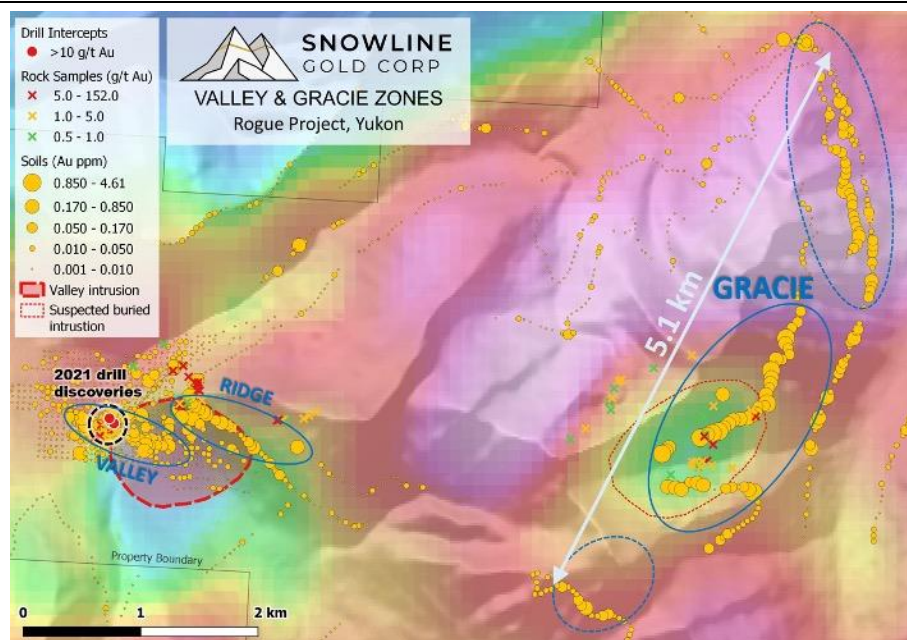 Drill Intercepts
>10 g/t Au
Rock Samples (g/t Au)
5.0 - 152.0
1.0 - 5.0
0.5 - 1.0
Soils (Au ppm)
0.850 - 4.61
0.170 - 0.850
0.050 - 0.170
0.010 - 0.050
0.001 - 0.010
Valley intrusion
Suspected buried
intrusion
SNOWLINE
GOLD CORP
VALLEY & GRACIE ZONES
Rogue Project, Yukon
5.1 km
GRACIE
2021 drill
discoveries
RIDGE
VALLEY
Property Boundary
0 1 2 km